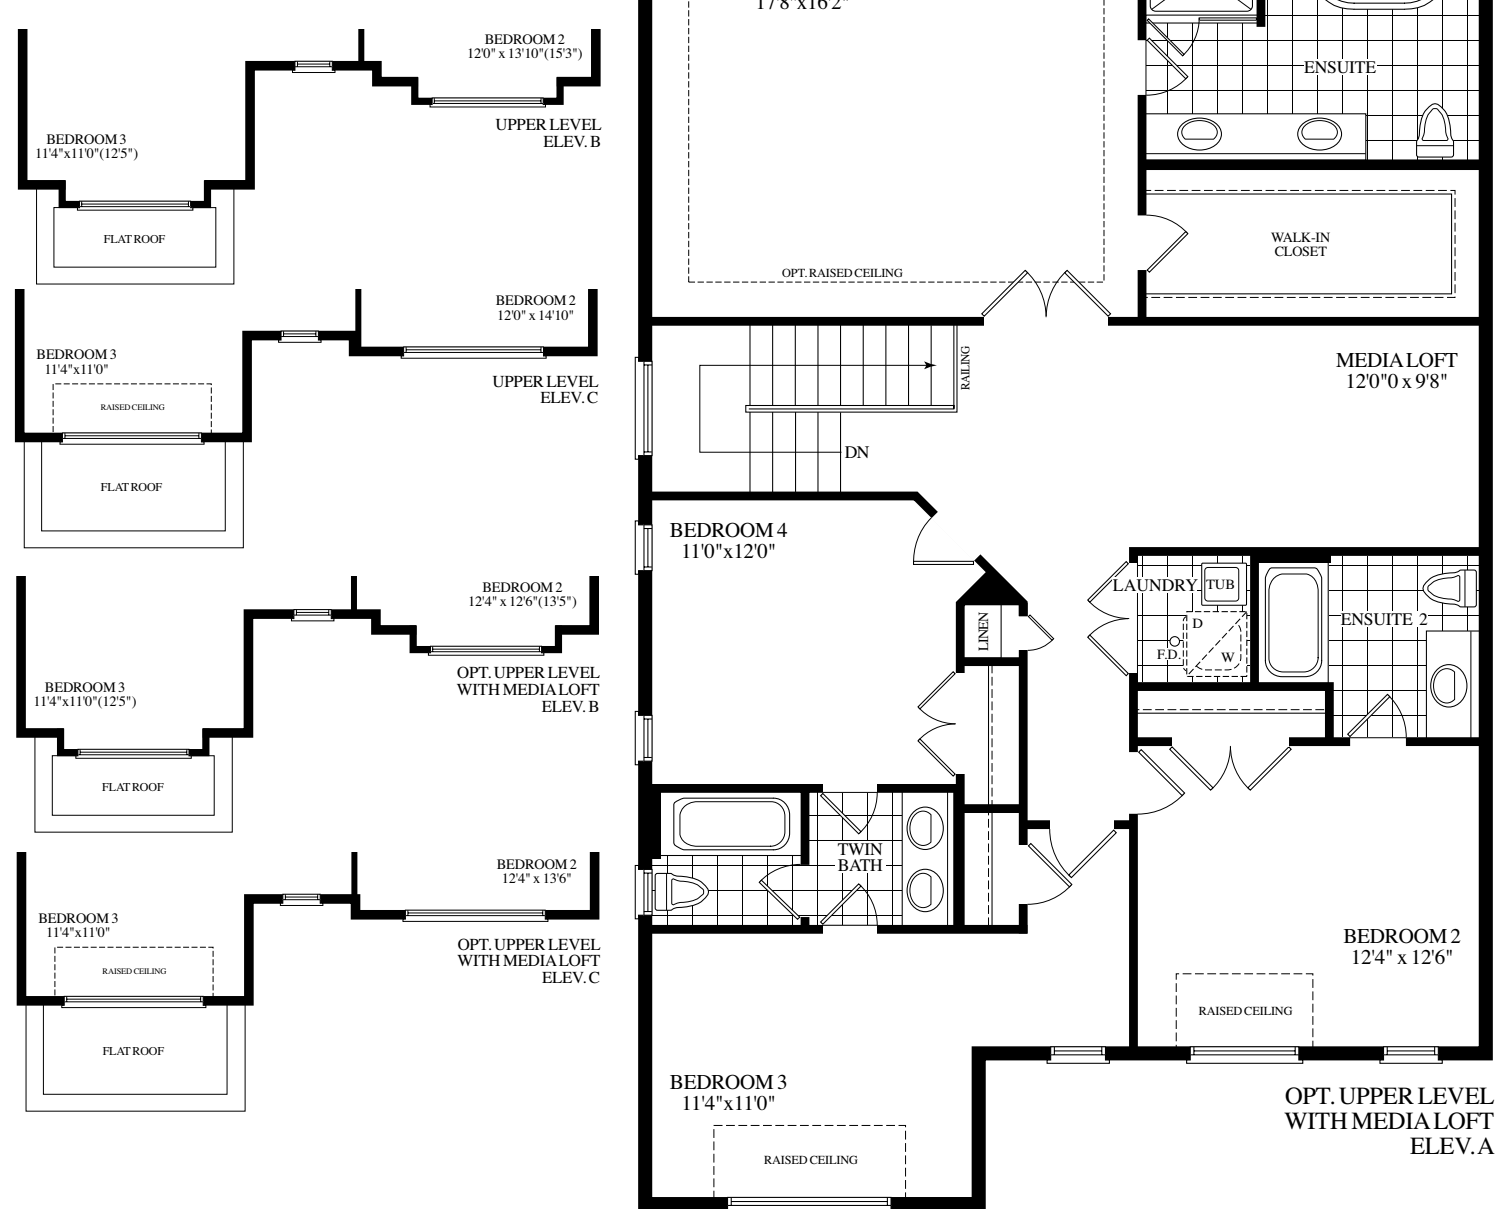 BEDROOM 2
12'0" x 13'10"(15'3")
BEDROOM 3
11'4"x11'0"(12'5")
UPPER LEVEL
ELEV. B
FLAT ROOF
BEDROOM 2
12'0" x 14'10"
BEDROOM 3
11'4"x11'0"
RAISED CEILING
UPPER LEVEL
ELEV. C
FLAT ROOF
BEDROOM 2
12'4" x 12'6"(13'5")
BEDROOM 3
11'4"x11'0"(12'5")
OPT. UPPER LEVEL
WITH MEDIA LOFT
ELEV. B
FLAT ROOF
BEDROOM 2
12'4" x 13'6"
BEDROOM 3
11'4"x11'0"
RAISED CEILING
OPT. UPPER LEVEL
WITH MEDIA LOFT
ELEV. C
FLAT ROOF
17'8"x16'2"
ENSUITE
WALK-IN
CLOSET
OPT. RAISED CEILING
RAILING
DN
MEDIA LOFT
12'0"0 x 9'8"
BEDROOM 4
11'0"x12'0"
LINEN
LAUNDRY
TUB
D
W
F.D.
ENSUITE 2
TWIN
BATH
BEDROOM 2
12'4" x 12'6"
RAISED CEILING
BEDROOM 3
11'4"x11'0"
RAISED CEILING
OPT. UPPER LEVEL
WITH MEDIA LOFT
ELEV. A